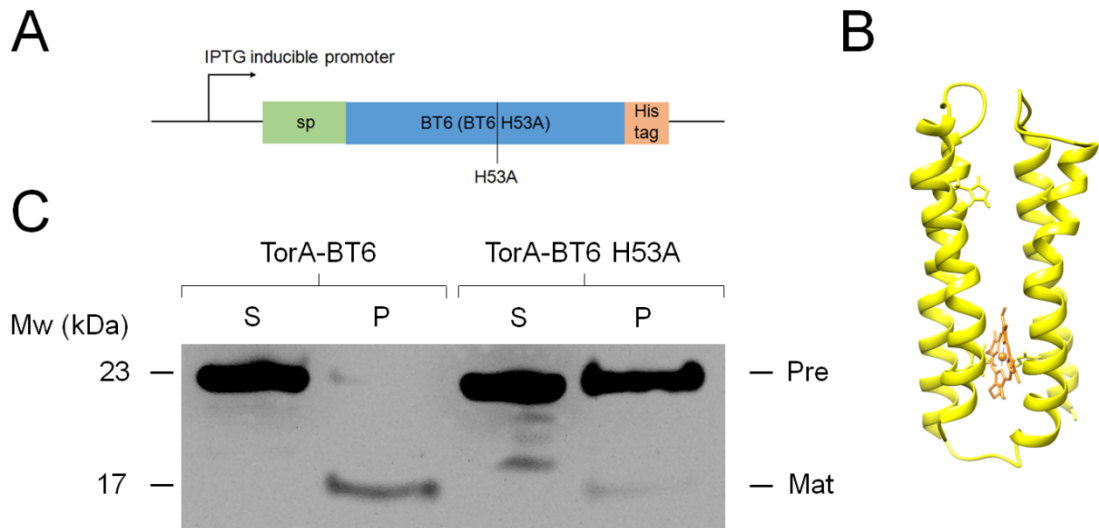 A
B
IPTG inducible promoter
sp
BT6 (BT6 H53A)
His
tag
H53A
C
TorA-BT6
TorA-BT6 H53A
Mw (kDa)
S
P
S
P
23
Pre
17
Mat